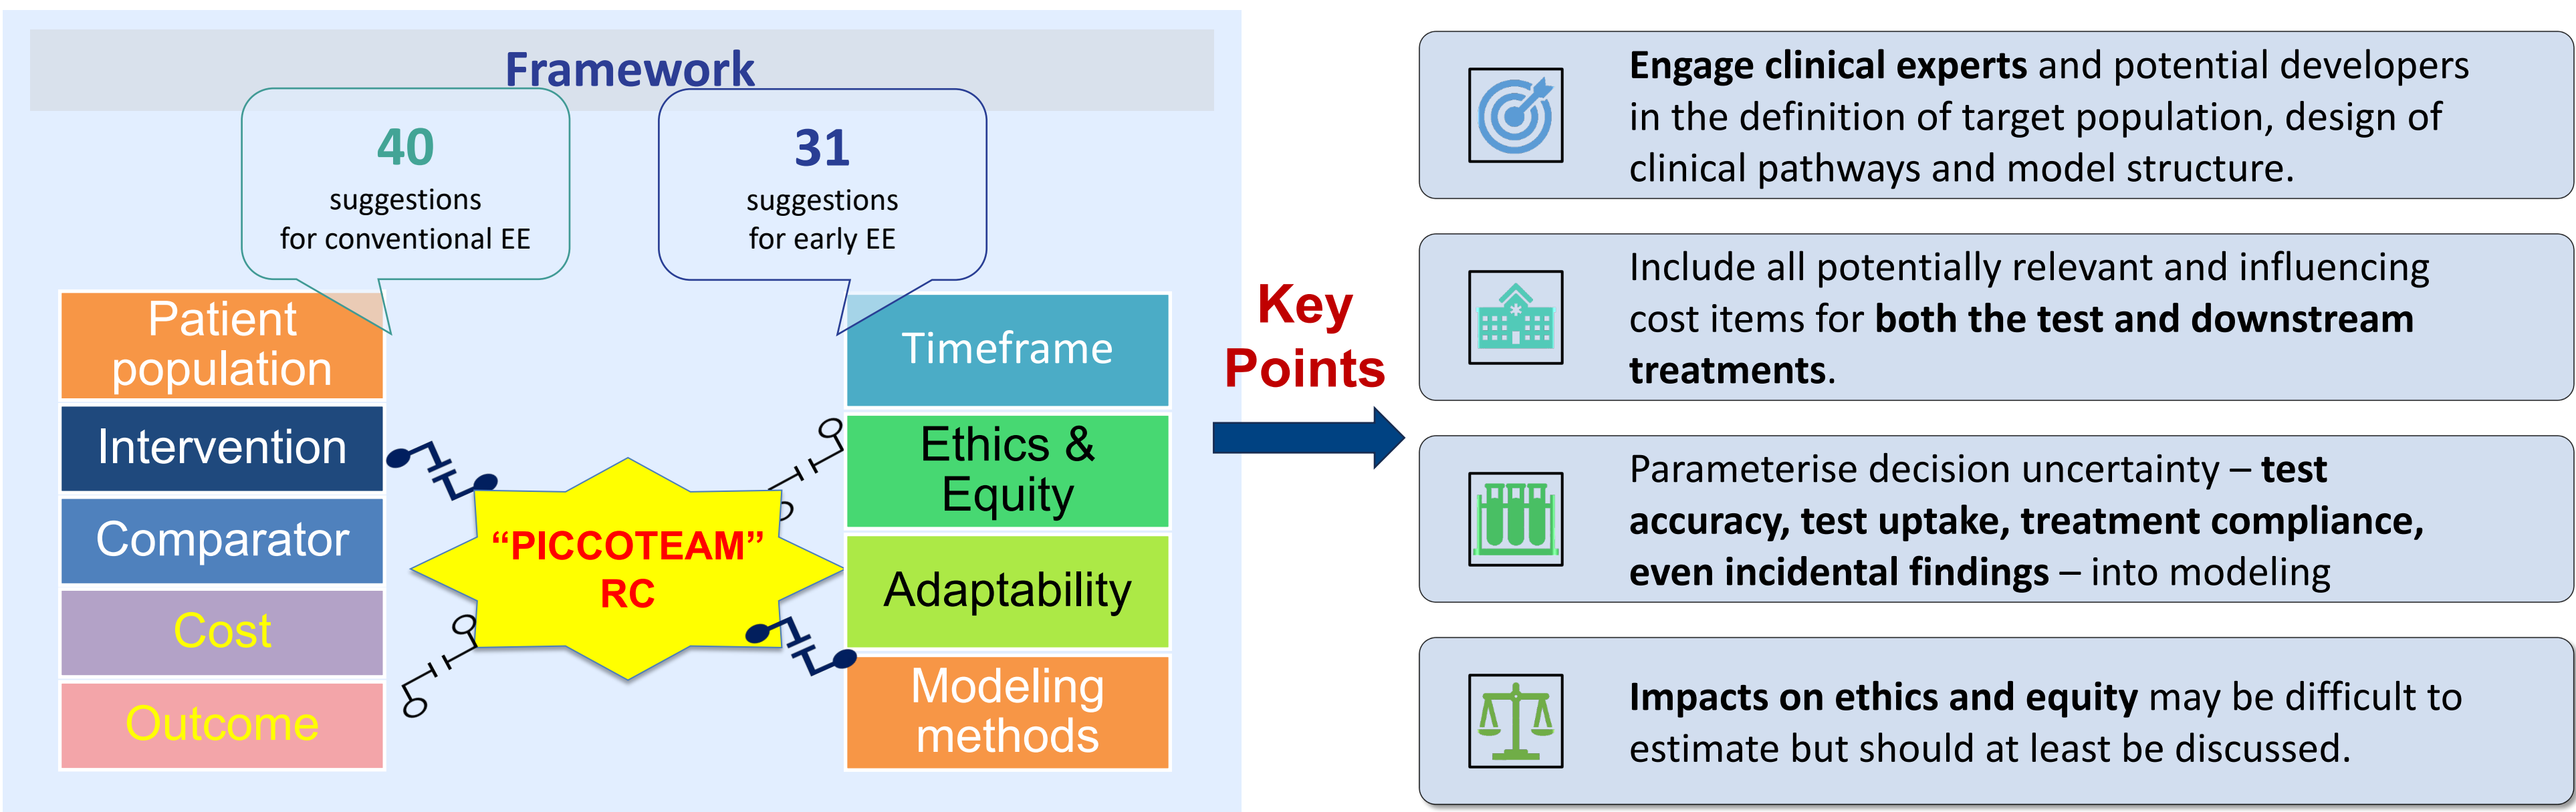 Framework
40
suggestions
for conventional EE
31
suggestions
for early EE
Patient
population
Intervention
Comparator
Cost
Outcome
“PICCOTEAM”
RC
Timeframe
Ethics &
Equity
Adaptability
Modeling
methods
Key
Points
Engage clinical experts and potential developers
in the definition of target population, design of
clinical pathways and model structure.
Include all potentially relevant and influencing
cost items for both the test and downstream
treatments.
Parameterise decision uncertainty – test
accuracy, test uptake, treatment compliance,
even incidental findings – into modeling
Impacts on ethics and equity may be difficult to
estimate but should at least be discussed.